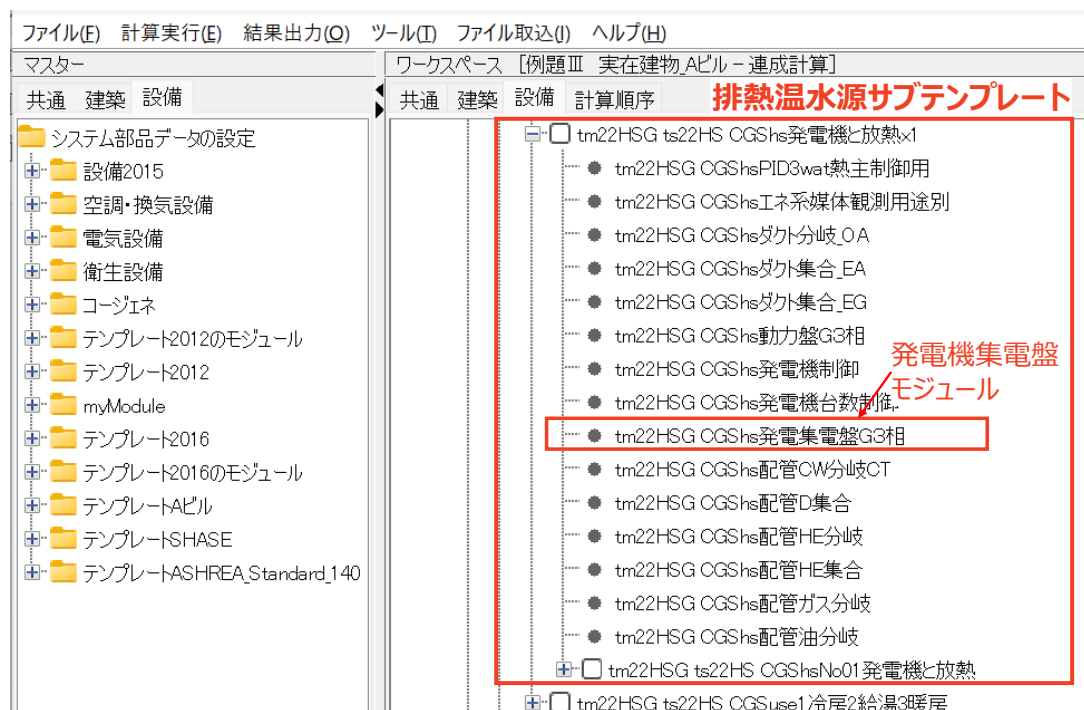 ファイル(F) 計算実行(E) 結果出力(O) ツール(T) ファイル取込(I) ヘルプ(H)
マスター
共通 建築 設備
システム部品データの設定
設備2015
空調・換気設備
電気設備
衛生設備
コージェネ
テンプレート2012のモジュール
テンプレート2012
myModule
テンプレート2016
テンプレート2016のモジュール
テンプレートAビル
テンプレートSHASE
テンプレートASHREA_Standard_140
ワークスペース [例題Ⅲ 実在建物_Aビル – 連成計算]
共通 建築 設備 計算順序
排熱温水源サブテンプレート
tm22HSG ts22HS CGShs発電機と放熱x1
tm22HSG CGShsPID3wat熱主制御用
tm22HSG CGShsエネ系媒体観測用途別
tm22HSG CGShsダクト分岐_OA
tm22HSG CGShsダクト集合_EA
tm22HSG CGShsダクト集合_EG
tm22HSG CGShs動力盤G3相
tm22HSG CGShs発電機制御
tm22HSG CGShs発電機台数制御
発電機集電盤
モジュール
tm22HSG CGShs発電集電盤G3相
tm22HSG CGShs配管CW分岐CT
tm22HSG CGShs配管D集合
tm22HSG CGShs配管HE分岐
tm22HSG CGShs配管HE集合
tm22HSG CGShs配管ガス分岐
tm22HSG CGShs配管油分岐
tm22HSG ts22HS CGShsNo01発電機と放熱
tm22HSG ts22HS CGSuse1冷房2給湯3暖房